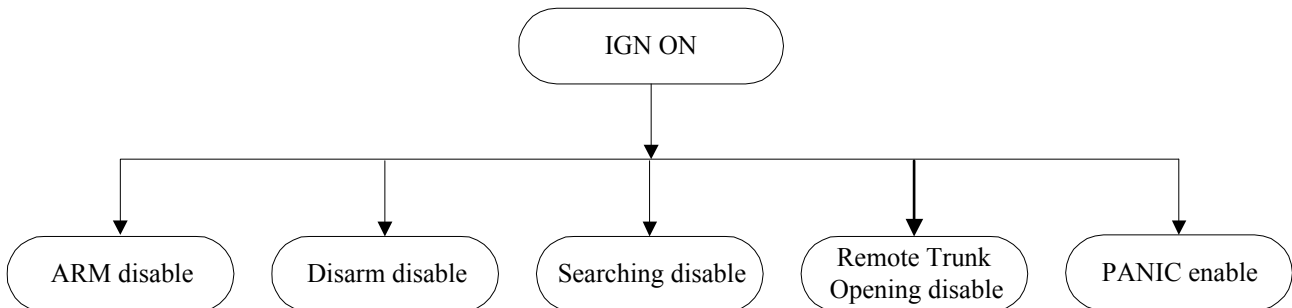 IGN ON
ARM disable
Disarm disable
Searching disable
Remote Trunk
Opening disable
PANIC enable